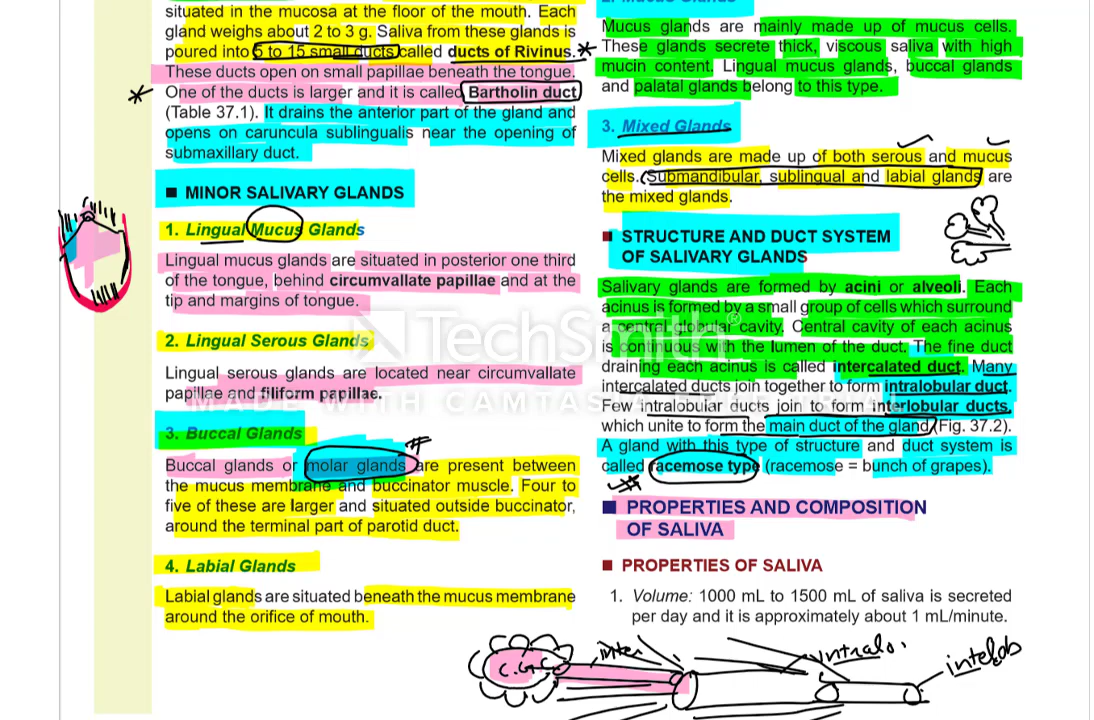 situated in the mucosa at the floor of the mouth. Each
gland weighs about 2 to 3 g. Saliva from these glands is
poured into 5 to 15 small ducts called ducts of Rivinus.
These ducts open on small papillae beneath the tongue.
One of the ducts is larger and it is called Bartholin duct
(Table 37.1). It drains the anterior part of the gland and
opens on caruncula sublingualis near the opening of
submaxillary duct.
■ MINOR SALIVARY GLANDS
1. Lingual Mucus Glands
Lingual mucus glands are situated in posterior one third
of the tongue, behind circumvallate papillae and at the
tip and margins of tongue.
2. Lingual Serous Glands
Lingual serous glands are located near circumvallate
papillae and filiform papillae.
3. Buccal Glands
Buccal glands or molar glands are present between
the mucus membrane and buccinator muscle. Four to
five of these are larger and situated outside buccinator,
around the terminal part of parotid duct.
4. Labial Glands
Labial glands are situated beneath the mucus membrane
around the orifice of mouth.
2. Mucus Glands
Mucus glands are mainly made up of mucus cells.
These glands secrete thick, viscous saliva with high
mucin content. Lingual mucus glands, buccal glands
and palatal glands belong to this type.
3. Mixed Glands
Mixed glands are made up of both serous and mucus
cells. Submandibular, sublingual and labial glands are
the mixed glands.
■ STRUCTURE AND DUCT SYSTEM
OF SALIVARY GLANDS
Salivary glands are formed by acini or alveoli. Each
acinus is formed by a small group of cells which surround
a central globular cavity. Central cavity of each acinus
is continuous with the lumen of the duct. The fine duct
draining each acinus is called intercalated duct. Many
intercalated ducts join together to form intralobular duct.
Few intralobular ducts join to form interlobular ducts,
which unite to form the main duct of the gland (Fig. 37.2).
A gland with this type of structure and duct system is
called racemose type (racemose = bunch of grapes).
■ PROPERTIES AND COMPOSITION
OF SALIVA
■ PROPERTIES OF SALIVA
1. Volume: 1000 mL to 1500 mL of saliva is secreted
per day and it is approximately about 1 mL/minute.
TechSmith®
MADE WITH CAMTASIA FREE TRIAL
C.G.C
inter
intralo.
intelob